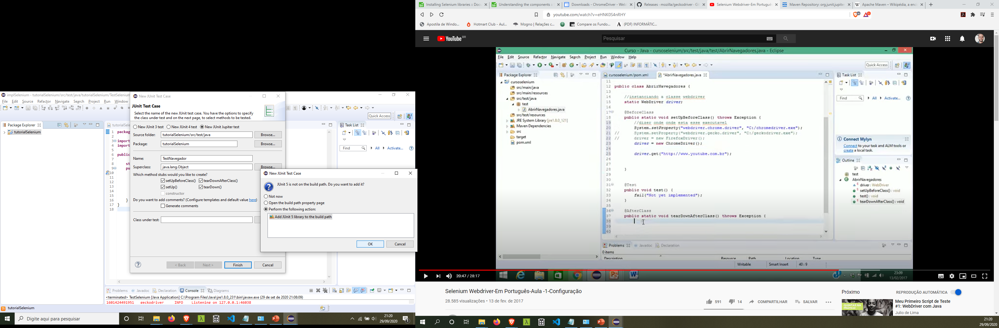 implSelenium - tutorialSelenium/src/test/java/tutorialSelenium/TestSelenium
File Edit Source Refactor Navigate Search Project Run Window
Quick Access
Package Explorer
tutorialSelenium
tutorialSele
1 packag
2
3 import
4 import
5
6 public
7
8 st
9 pu
10
11
12
13
14
15
16 }
17 }
18
Task List
Find All Activate...
Problems Javadoc Declaration Console Diagrams
<terminated> TestSelenium [Java Application] C:\Program Files\Java\jre1.8.0_231\bin\javaw.exe (29 de set de 2020 21:08:09)
1601424491951 geckodriver INFO Listening on 127.0.0.1:46038
tutorialSelenium
New JUnit Test Case
JUnit Test Case
Select the name of the new JUnit test case. You have the options to specify
the class under test and on the next page, to select methods to be tested.
New JUnit 3 test New JUnit 4 test New JUnit Jupiter test
Source folder: tutorialSelenium/src/test/java Browse...
Package: tutorialSelenium Browse...
Name: TestNavegador
Superclass: java.lang.Object Browse...
Which method stubs would you like to create?
setUpBeforeClass() tearDownAfterClass()
setUp() tearDown()
constructor
Do you want to add comments? (Configure templates and default value here)
Generate comments
Class under test:
< Back Next > Finish Cancel
New JUnit Test Case
JUnit 5 is not on the build path. Do you want to add it?
Not now
Open the build path property page
Perform the following action:
Add JUnit 5 library to the build path
OK Cancel
Digite aqui para pesquisar
21:20
29/09/2020
1
Installing Selenium libraries :: Docu Understanding the components :: Downloads - ChromeDriver - Web Releases · mozilla/geckodriver · Gi Selenium Webdriver-Em Português Maven Repository: org.junit.jupiter Apache Maven – Wikipédia, a enci
youtube.com/watch?v=eHNK0S4nRHY
Apostila de Windo... Hotmart Club - Aul... Mogno | Relações c... Compare os Fundo... (PDF) INFORMÁTIC...
YouTube BR
Pesquisar
Curso - Java - cursoselenium/src/test/java/test/AbrirNavegadores.java - Eclipse
File Edit Source Refactor Navigate Search Project Run Window Help
Quick Access
Package Explorer
cursoselenium
src/main/java
src/main/resources
src/test/java
test
AbrirNavegadores.java
src/test/resources
JRE System Library [jre1.8.0_121]
Maven Dependencies
src
target
pom.xml
cursoselenium/pom.xml *AbrirNavegadores.java
11
12 public class AbrirNavegadores {
13
14 //instanciando a classe webdriver
15 static WebDriver driver;
16
17 @BeforeClass
18 public static void setUpBeforeClass() throws Exception {
19 //dizer onde onde esta esse executavel
20 System.setProperty("webdriver.chrome.driver", "C:/chromedriver.exe");
21 // System.setProperty("webdriver.gecko.driver", "C:/geckodriver.exe");
22 // driver = new FirefoxDriver();
23 driver = new ChromeDriver();
24
25 driver.get("http://www.youtube.com.br");
26
27
28 }
29
30
31 @Test
32 public void test() {
33 fail("Not yet implemented");
34 }
35
36 @AfterClass
37 public static void tearDownAfterClass() throws Exception {
38
39
40
Task List
Find All Activate...
Connect Mylyn
Connect to your task and ALM tools or
create a local task.
Outline
test
AbrirNavegadores
driver : WebDriver
setUpBeforeClass() : void
test() : void
tearDownAfterClass() : void
Problems Javadoc Declaration
0 items
Description Resource Path Location Type
Writable Smart Insert 40 : 9
23:09
13/02/2017
20:47 / 28:17
Selenium Webdriver-Em Português-Aula -1-Configuração
28.585 visualizações • 13 de fev. de 2017
591 14 COMPARTILHAR SALVAR
Próximo REPRODUÇÃO AUTOMÁTICA
QUINTAS NA
PRÁTICA!
Meu Primeiro Script de Teste
#1: WebDriver com Java
Julio de Lima
21:20
29/09/2020